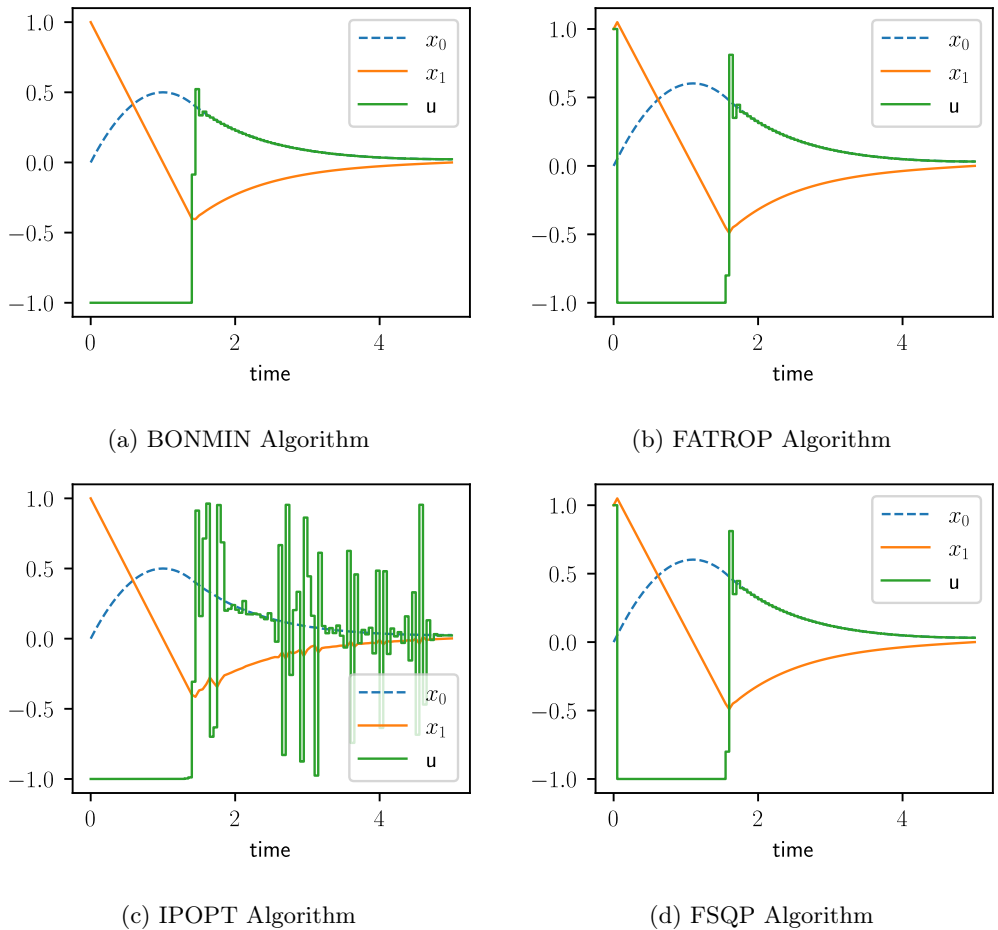 1.0
0.5
0.0
−0.5
−1.0
0
2
4
time
x₀
x₁
u
(a) BONMIN Algorithm
1.0
0.5
0.0
−0.5
−1.0
0
2
4
time
x₀
x₁
u
(b) FATROP Algorithm
1.0
0.5
0.0
−0.5
−1.0
0
2
4
time
x₀
x₁
u
(c) IPOPT Algorithm
1.0
0.5
0.0
−0.5
−1.0
0
2
4
time
x₀
x₁
u
(d) FSQP Algorithm